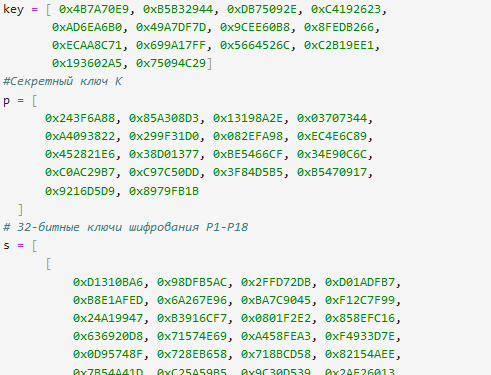 key = [ 0x4B7A70E9, 0xB5B32944, 0xDB75092E, 0xC4192623,
0xAD6EA6B0, 0x49A7DF7D, 0x9CEE60B8, 0x8FEDB266,
0xECAA8C71, 0x699A17FF, 0x5664526C, 0xC2B19EE1,
0x193602A5, 0x75094C29]
#Секретный ключ K
p = [
0x243F6A88, 0x85A308D3, 0x13198A2E, 0x03707344,
0xA4093822, 0x299F31D0, 0x082EFA98, 0xEC4E6C89,
0x452821E6, 0x38D01377, 0xBE5466CF, 0x34E90C6C,
0xC0AC29B7, 0xC97C50DD, 0x3F84D5B5, 0xB5470917,
0x9216D5D9, 0x8979FB1B
]
# 32-битные ключи шифрования P1-P18
s = [
[
0xD1310BA6, 0x98DFB5AC, 0x2FFD72DB, 0xD01ADFB7,
0xB8E1AFED, 0x6A267E96, 0xBA7C9045, 0xF12C7F99,
0x24A19947, 0xB3916CF7, 0x0801F2E2, 0x858EFC16,
0x636920D8, 0x71574E69, 0xA458FEA3, 0xF4933D7E,
0x0D95748F, 0x728EB658, 0x718BCD58, 0x82154AEE,
0x7B54A41D, 0xC25A59B5, 0x9C30D539, 0x2AF26013